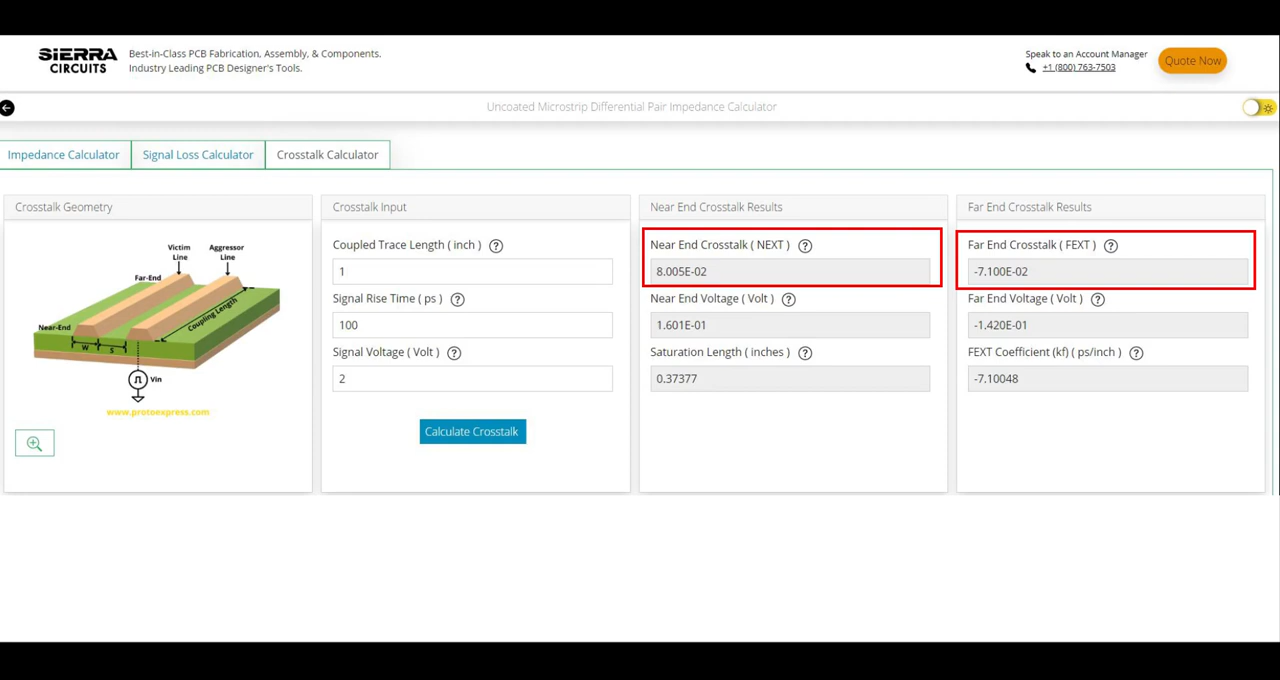 SIERRA
CIRCUITS
Best-in-Class PCB Fabrication, Assembly, & Components.
Industry Leading PCB Designer's Tools.
Speak to an Account Manager
+1 (800) 763-7503
Quote Now
Uncoated Microstrip Differential Pair Impedance Calculator
Impedance Calculator
Signal Loss Calculator
Crosstalk Calculator
Crosstalk Geometry
Victim
Line
Aggressor
Line
Far-End
Coupling Length
Near-End
W
S
Vin
www.protoexpress.com
Crosstalk Input
Coupled Trace Length ( inch ) ?
1
Signal Rise Time ( ps ) ?
100
Signal Voltage ( Volt ) ?
2
Calculate Crosstalk
Near End Crosstalk Results
Near End Crosstalk ( NEXT ) ?
8.005E-02
Near End Voltage ( Volt ) ?
1.601E-01
Saturation Length ( inches ) ?
0.37377
Far End Crosstalk Results
Far End Crosstalk ( FEXT ) ?
-7.100E-02
Far End Voltage ( Volt ) ?
-1.420E-01
FEXT Coefficient (kf) ( ps/inch ) ?
-7.10048